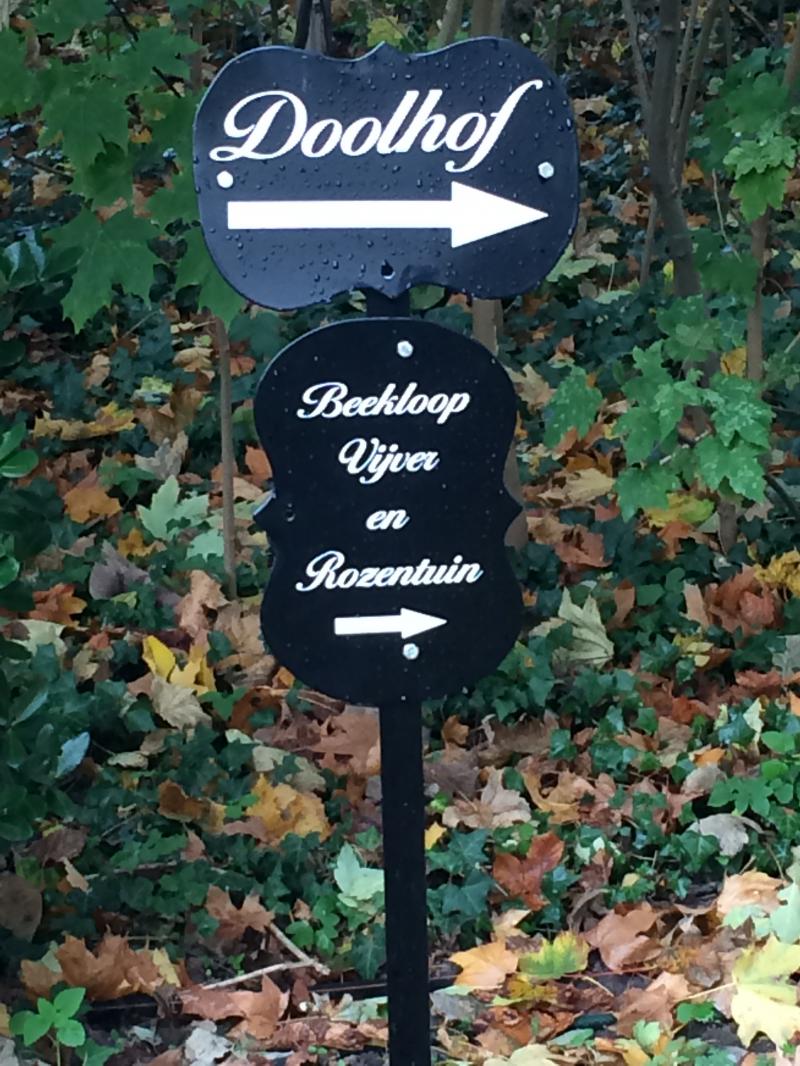 Doolhof
Beekloop
Vijver
en
Rozentuin